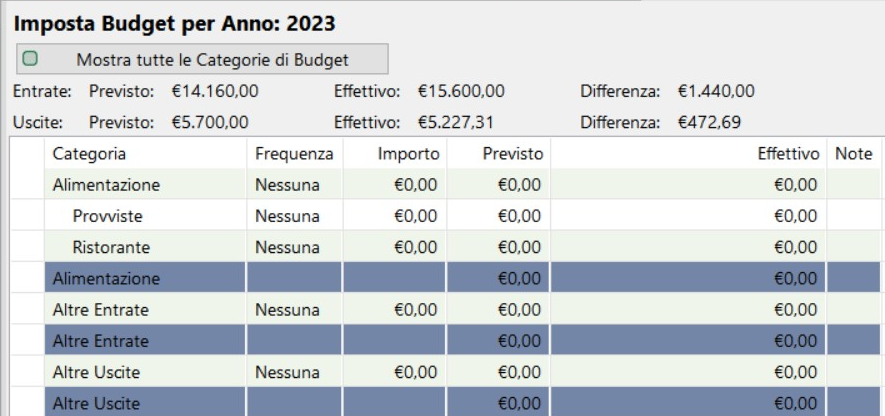 Imposta Budget per Anno: 2023
Mostra tutte le Categorie di Budget
Entrate: Previsto: €14.160,00 Effettivo: €15.600,00 Differenza: €1.440,00
Uscite: Previsto: €5.700,00 Effettivo: €5.227,31 Differenza: €472,69
Categoria Frequenza Importo Previsto Effettivo Note
Alimentazione Nessuna €0,00 €0,00 €0,00
Provviste Nessuna €0,00 €0,00 €0,00
Ristorante Nessuna €0,00 €0,00 €0,00
Alimentazione €0,00 €0,00
Altre Entrate Nessuna €0,00 €0,00 €0,00
Altre Entrate €0,00 €0,00
Altre Uscite Nessuna €0,00 €0,00 €0,00
Altre Uscite €0,00 €0,00